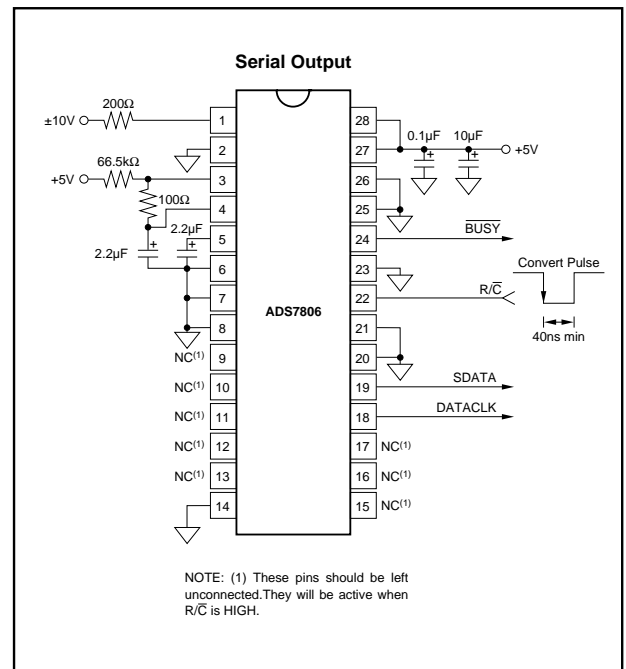 Serial Output
200Ω
±10V
66.5kΩ
+5V
100Ω
2.2µF
2.2µF
1
2
3
4
5
6
7
8
9
10
11
12
13
14
NC(1)
NC(1)
NC(1)
NC(1)
NC(1)
ADS7806
28
27
26
25
24
23
22
21
20
19
18
17
16
15
0.1µF
10µF
+5V
BUSY
Convert Pulse
R/C
40ns min
SDATA
DATACLK
NC(1)
NC(1)
NC(1)
+
+
+
+
NOTE: (1) These pins should be left
unconnected.They will be active when
R/C is HIGH.